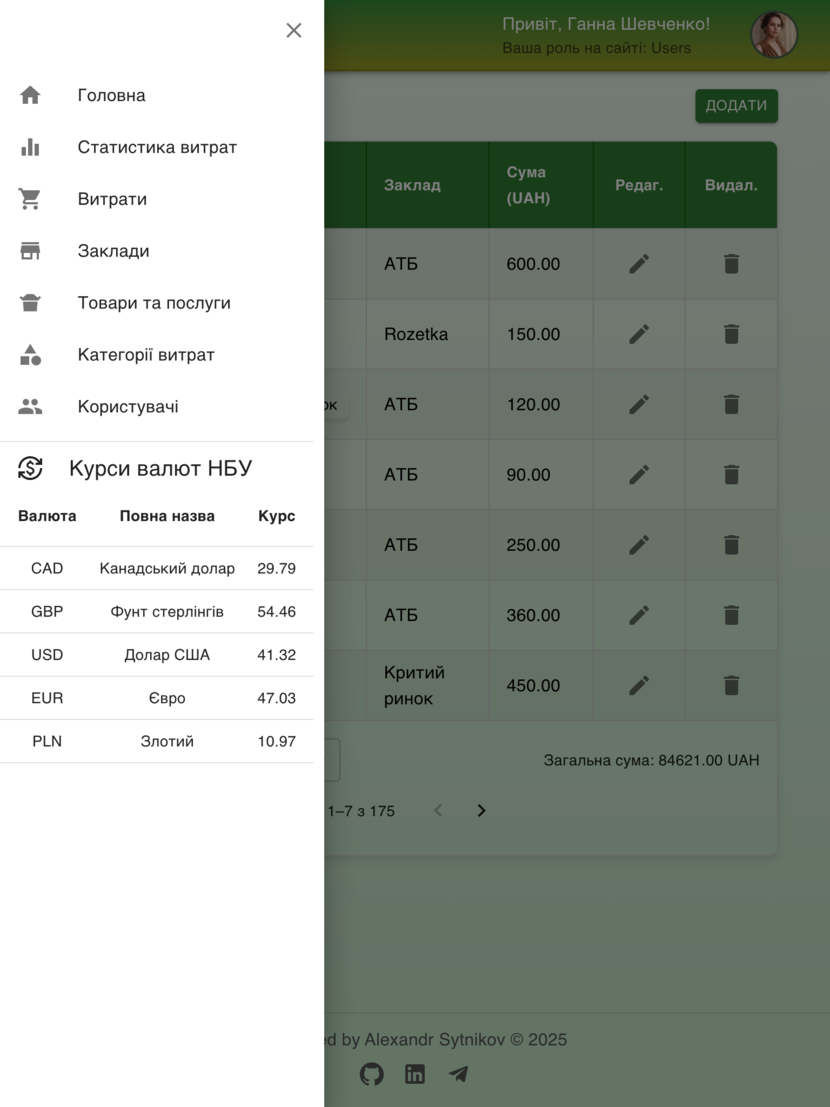 Привіт, Ганна Шевченко!
Ваша роль на сайті: Users
Головна
Статистика витрат
Витрати
Заклади
Товари та послуги
Категорії витрат
Користувачі
Курси валют НБУ
Валюта Повна назва Курс
CAD Канадський долар 29.79
GBP Фунт стерлінгів 54.46
USD Долар США 41.32
EUR Євро 47.03
PLN Злотий 10.97
ДОДАТИ
Заклад Сума (UAH) Редаг. Видал.
АТБ 600.00
Rozetka 150.00
АТБ 120.00
АТБ 90.00
АТБ 250.00
АТБ 360.00
Критий
ринок 450.00
Загальна сума: 84621.00 UAH
1–7 з 175
by Alexandr Sytnikov © 2025